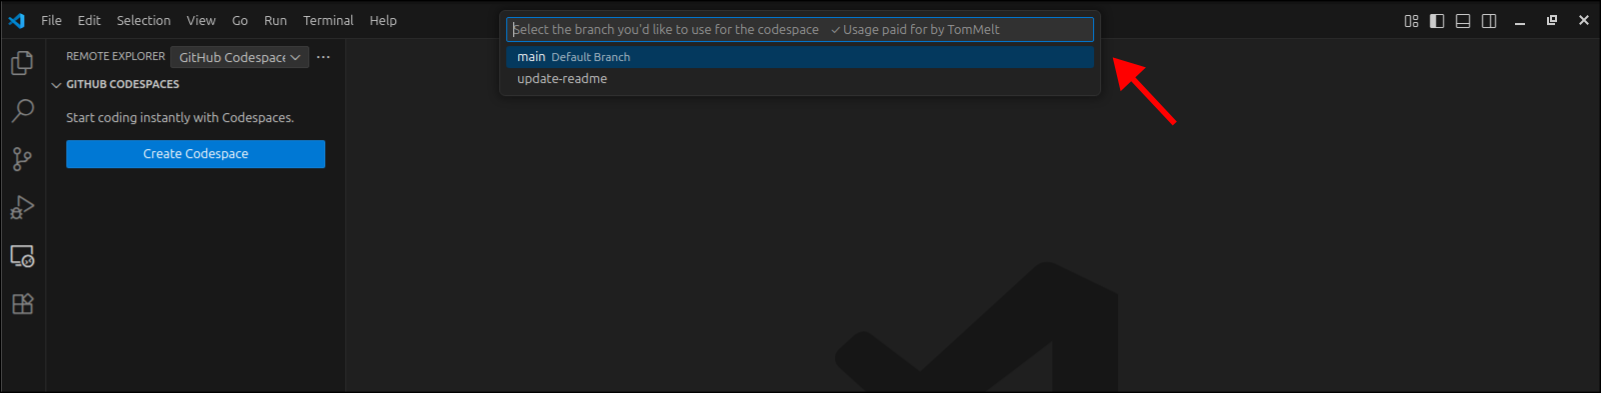 File Edit Selection View Go Run Terminal Help
Select the branch you'd like to use for the codespace ✓ Usage paid for by TomMelt
main Default Branch
update-readme
REMOTE EXPLORER GitHub Codespace ···
GITHUB CODESPACES
Start coding instantly with Codespaces.
Create Codespace